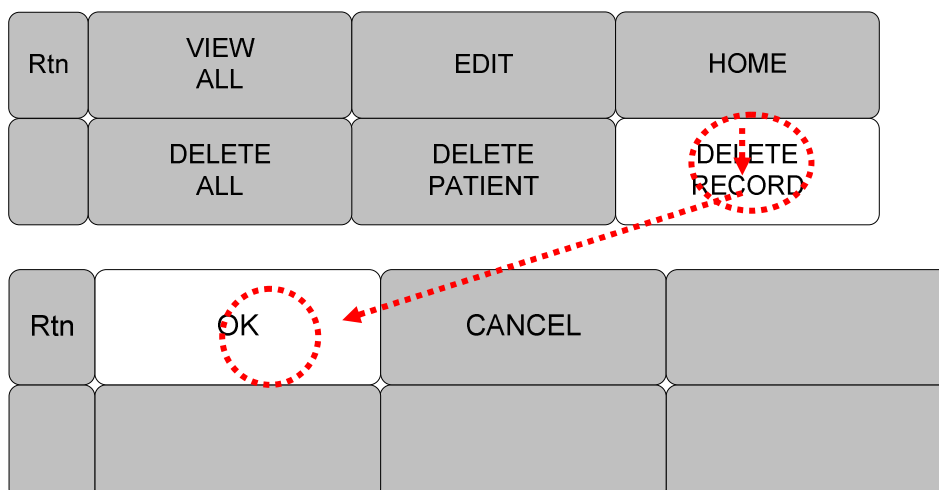 Rtn
VIEW
ALL
EDIT
HOME
DELETE
ALL
DELETE
PATIENT
DELETE
RECORD
Rtn
OK
CANCEL